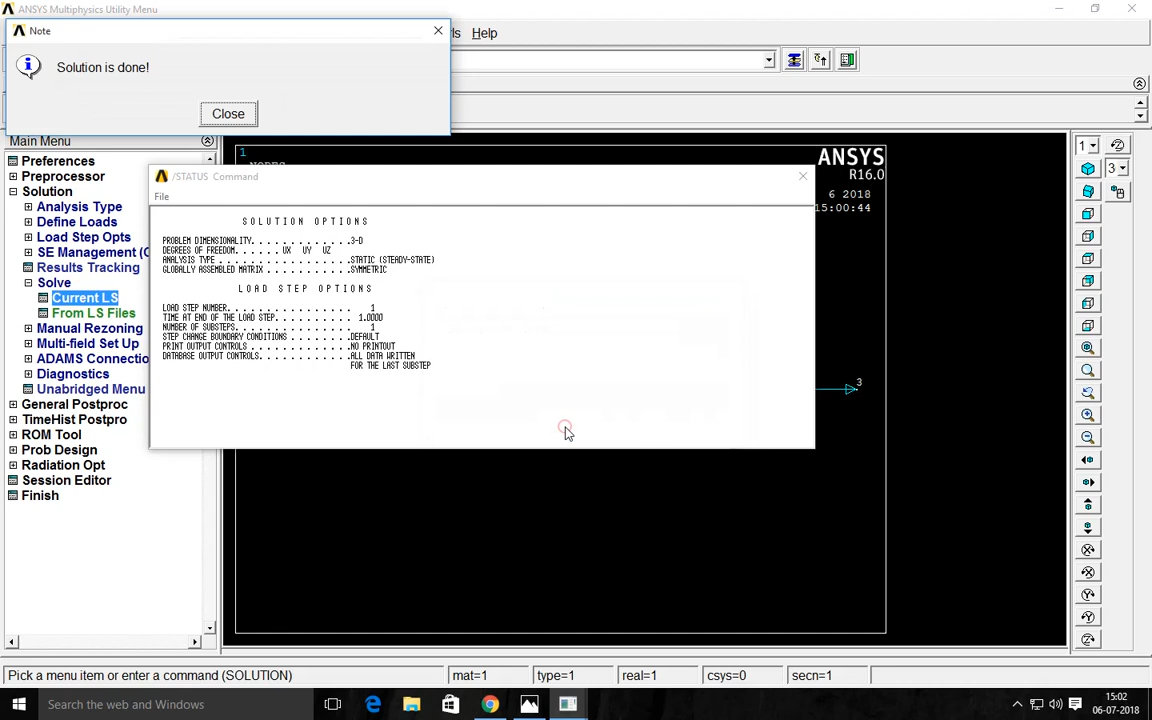 ANSYS Multiphysics Utility Menu
Note
ls Help
Solution is done!
Close
Main Menu
Preferences
Preprocessor
Solution
Analysis Type
Define Loads
Load Step Opts
SE Management (C
Results Tracking
Solve
Current LS
From LS Files
Manual Rezoning
Multi-field Set Up
ADAMS Connectio
Diagnostics
Unabridged Menu
General Postproc
TimeHist Postpro
ROM Tool
Prob Design
Radiation Opt
Session Editor
Finish
1
NODES
ANSYS
R16.0
6 2018
15:00:44
/STATUS Command
File
SOLUTION OPTIONS
PROBLEM DIMENSIONALITY. . . . . . . . . . . . .3-D
DEGREES OF FREEDOM. . . . . . UX UY UZ
ANALYSIS TYPE . . . . . . . . . . . . . . . . .STATIC (STEADY-STATE)
GLOBALLY ASSEMBLED MATRIX . . . . . . . . . . .SYMMETRIC
LOAD STEP OPTIONS
LOAD STEP NUMBER. . . . . . . . . . . . . . . . 1
TIME AT END OF THE LOAD STEP. . . . . . . . . . 1.0000
NUMBER OF SUBSTEPS. . . . . . . . . . . . . . . 1
STEP CHANGE BOUNDARY CONDITIONS . . . . . . . .DEFAULT
PRINT OUTPUT CONTROLS . . . . . . . . . . . . .NO PRINTOUT
DATABASE OUTPUT CONTROLS. . . . . . . . . . . .ALL DATA WRITTEN
FOR THE LAST SUBSTEP
3
1
3
Pick a menu item or enter a command (SOLUTION)
mat=1
type=1
real=1
csys=0
secn=1
Search the web and Windows
15:02
06-07-2018